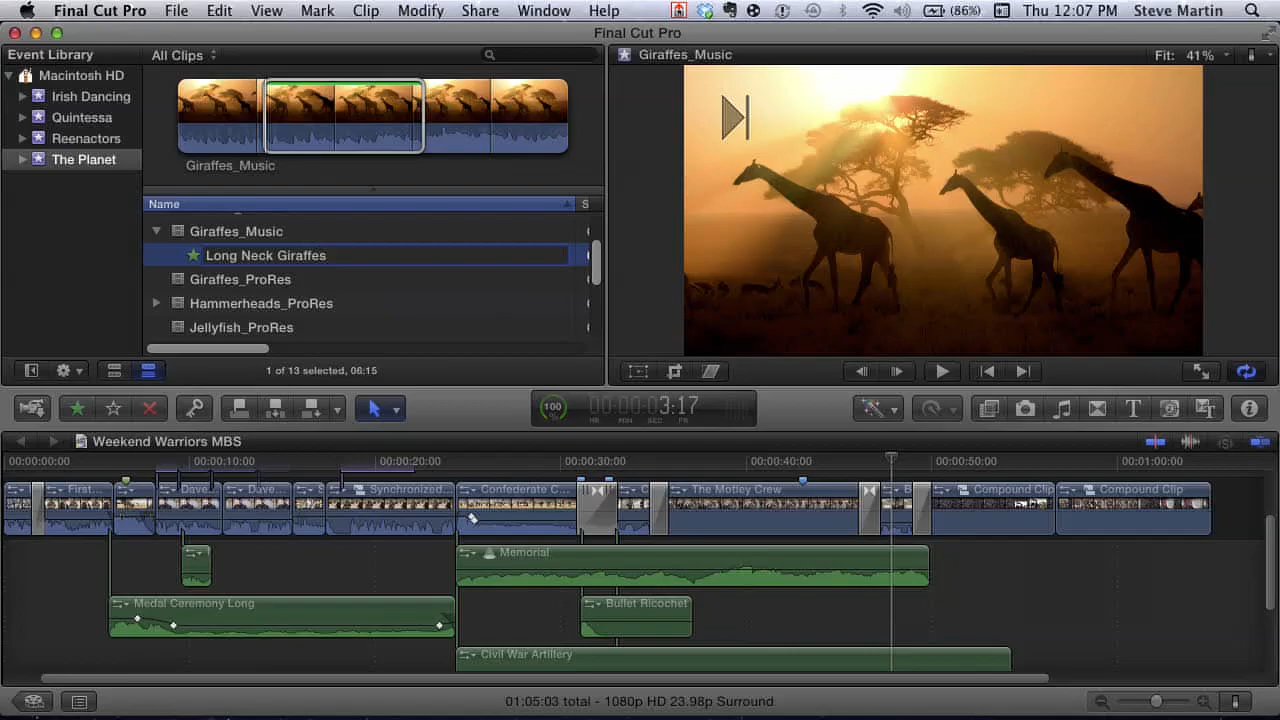 Final Cut Pro File Edit View Mark Clip Modify Share Window Help (86%) Thu 12:07 PM Steve Martin
Final Cut Pro
Event Library
All Clips
Giraffes_Music
Fit: 41%
Macintosh HD
Irish Dancing
Quintessa
Reenactors
The Planet
Giraffes_Music
Name S
Giraffes_Music
Long Neck Giraffes
Giraffes_ProRes
Hammerheads_ProRes
Jellyfish_ProRes
1 of 13 selected, 06:15
100 % 00:00:03:17
HR MIN SEC FR
Weekend Warriors MBS
00:00:00:00 00:00:10:00 00:00:20:00 00:00:30:00 00:00:40:00 00:00:50:00 00:01:00:00
First... Dave Dave... S Synchronized... Confederate C... C The Motley Crew B Compound Clip Compound Clip
Memorial
Medal Ceremony Long
Bullet Ricochet
Civil War Artillery
01:05:03 total - 1080p HD 23.98p Surround